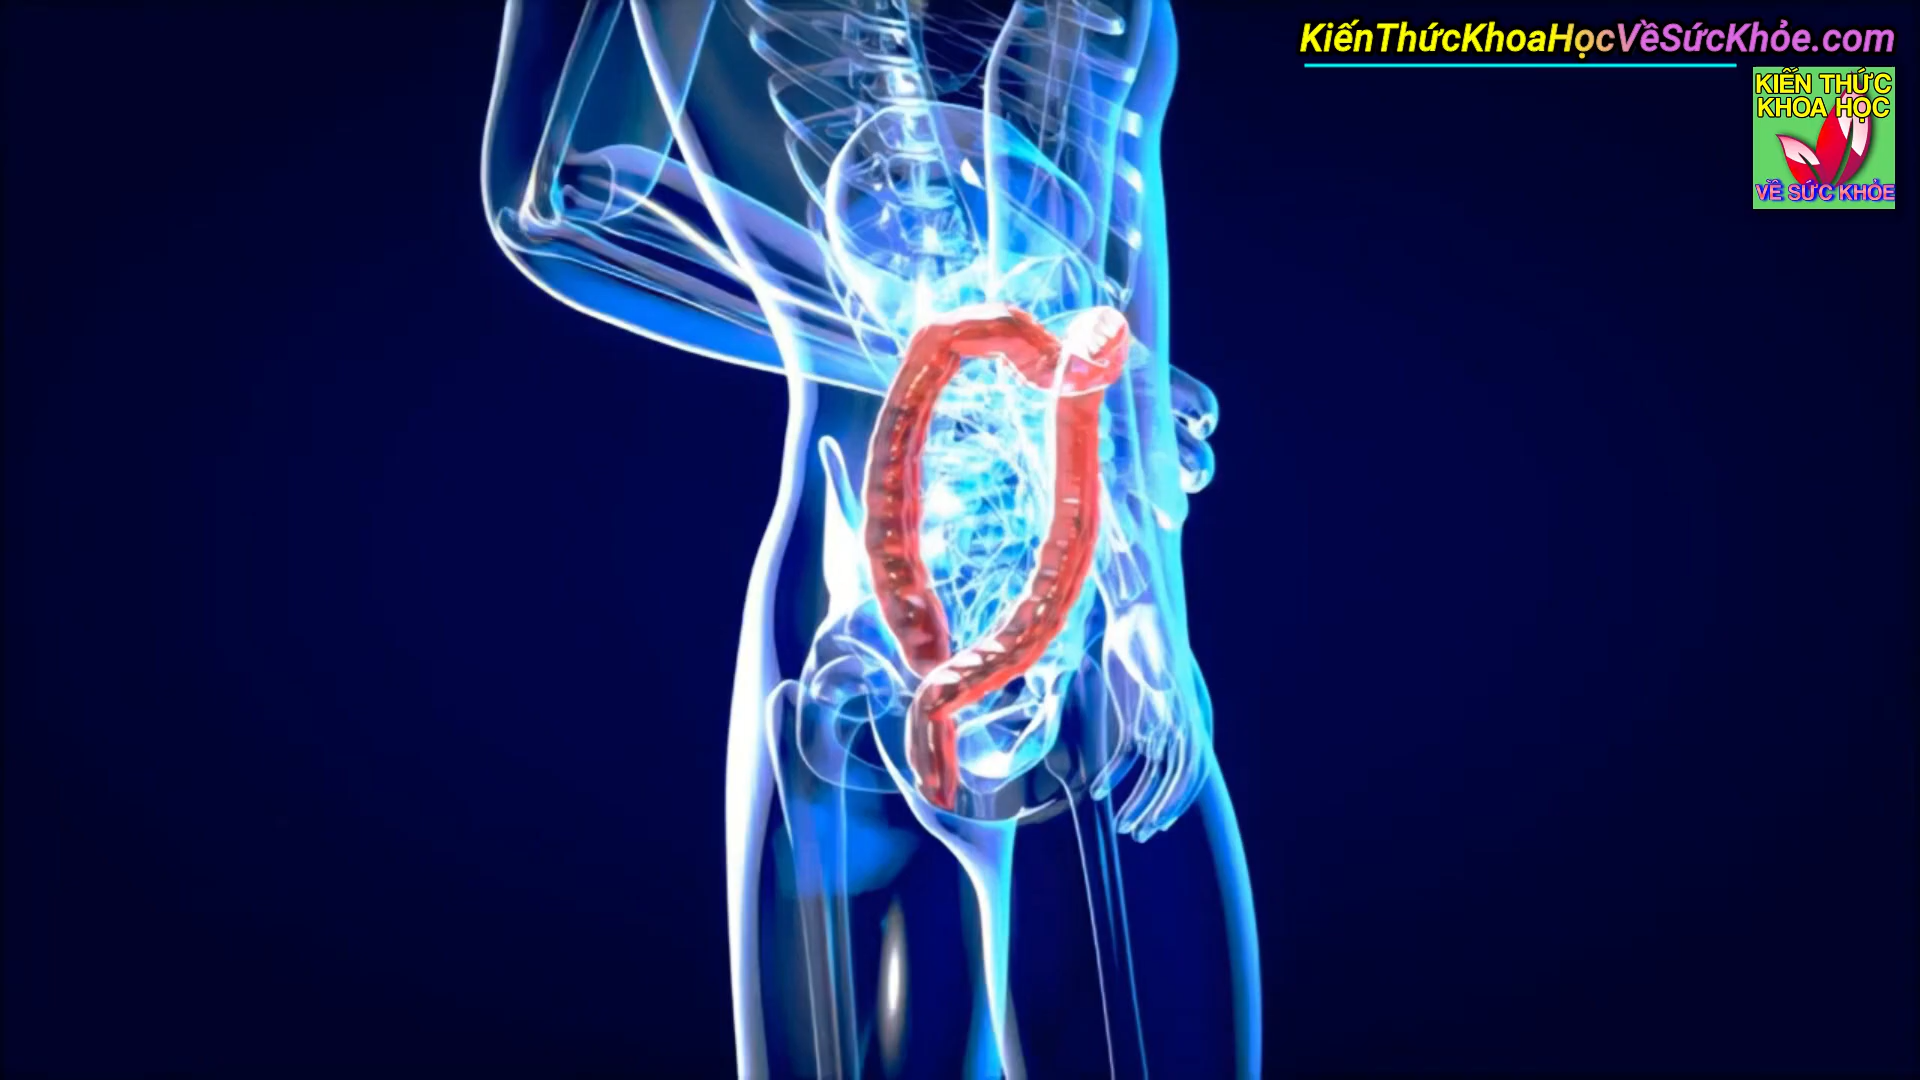 KiếnThứcKhoaHọcVềSứcKhỏe.com
KIẾN THỨC
KHOA HỌC
VỀ SỨC KHỎE